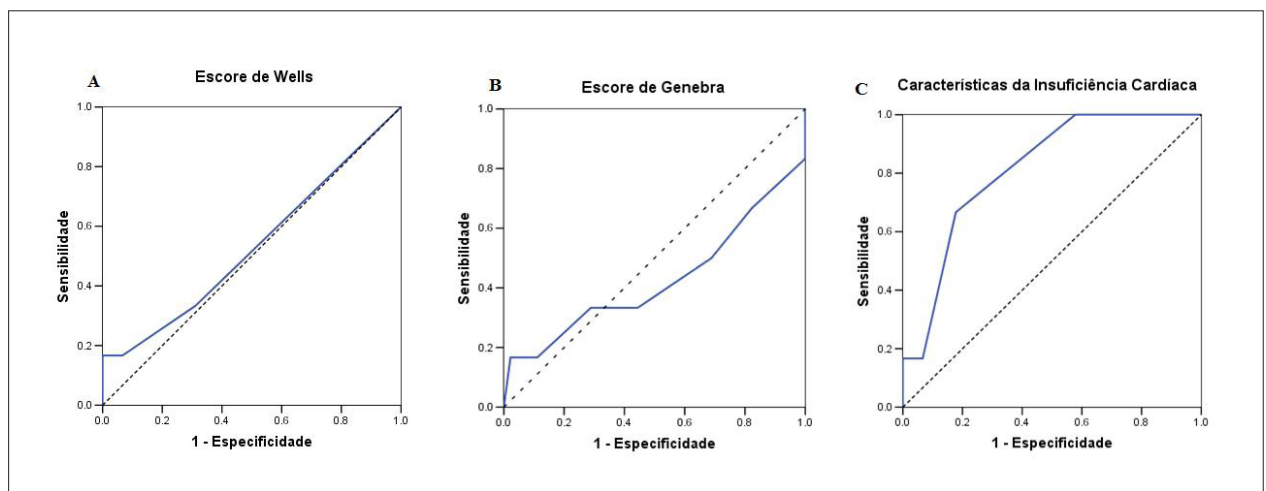 A
Escore de Wells
1.0
0.8
0.6
0.4
0.2
0.0
Sensibilidade
0.0 0.2 0.4 0.6 0.8 1.0
1 - Especificidade
B
Escore de Genebra
1.0
0.8
0.6
0.4
0.2
0.0
Sensibilidade
0.0 0.2 0.4 0.6 0.8 1.0
1 - Especificidade
C
Características da Insuficiência Cardíaca
1.0
0.8
0.6
0.4
0.2
0.0
Sensibilidade
0.0 0.2 0.4 0.6 0.8 1.0
1 - Especificidade